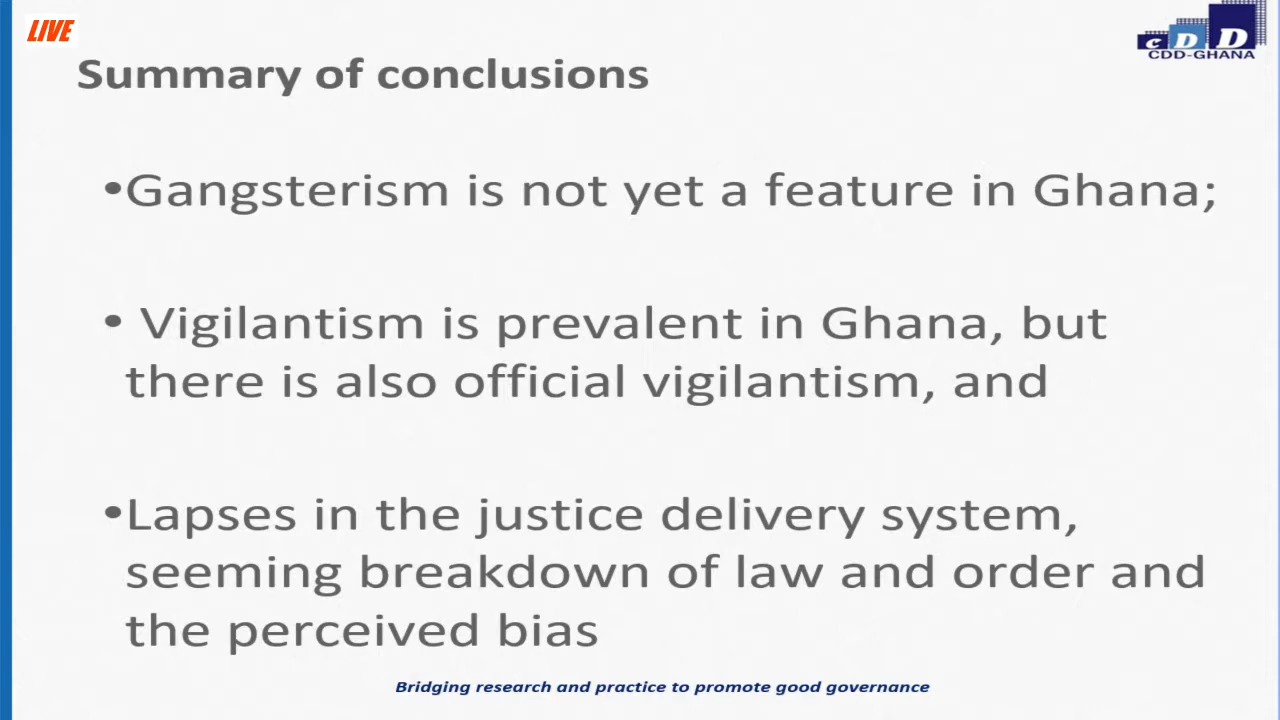 LIVE
CDD
CDD-GHANA
Summary of conclusions
•Gangsterism is not yet a feature in Ghana;
• Vigilantism is prevalent in Ghana, but
there is also official vigilantism, and
•Lapses in the justice delivery system,
seeming breakdown of law and order and
the perceived bias
Bridging research and practice to promote good governance